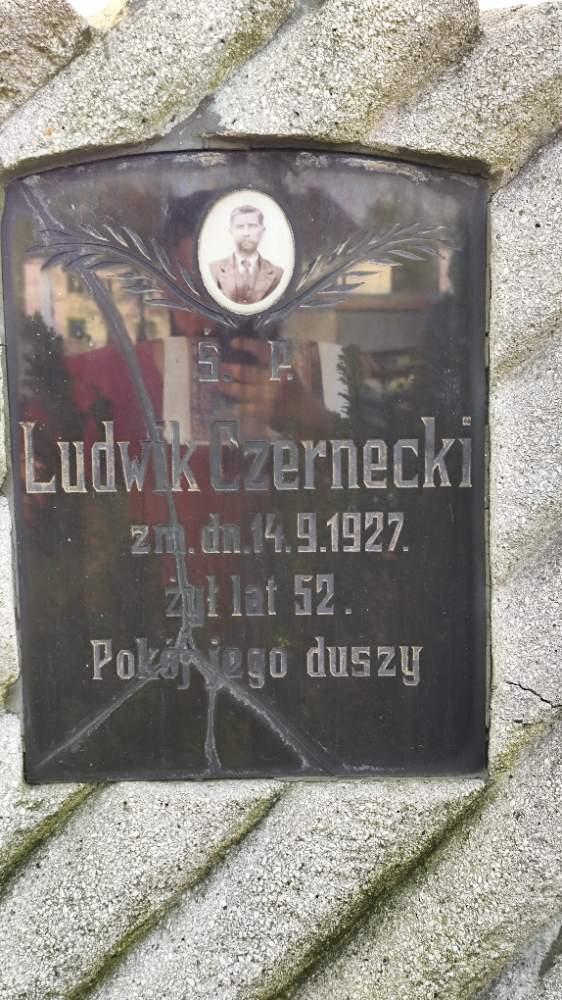 Ś. P.
Ludwik Czernecki
zm. dn. 14.9.1927.
żył lat 52.
Pokój jego duszy